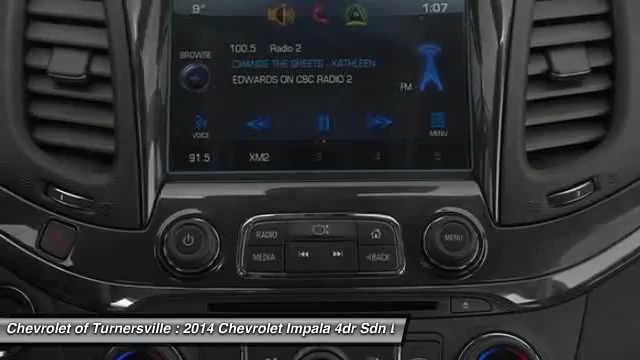 9°
1:07
100.5 Radio 2
BROWSE
CHANGE THE SHEETS . KATHLEEN
EDWARDS ON CBC RADIO 2
FM
VOICE
MENU
91.5 XM2 3 4 5
RADIO
MEDIA
BACK
MENU
Chevrolet of Turnersville : 2014 Chevrolet Impala 4dr Sdn L